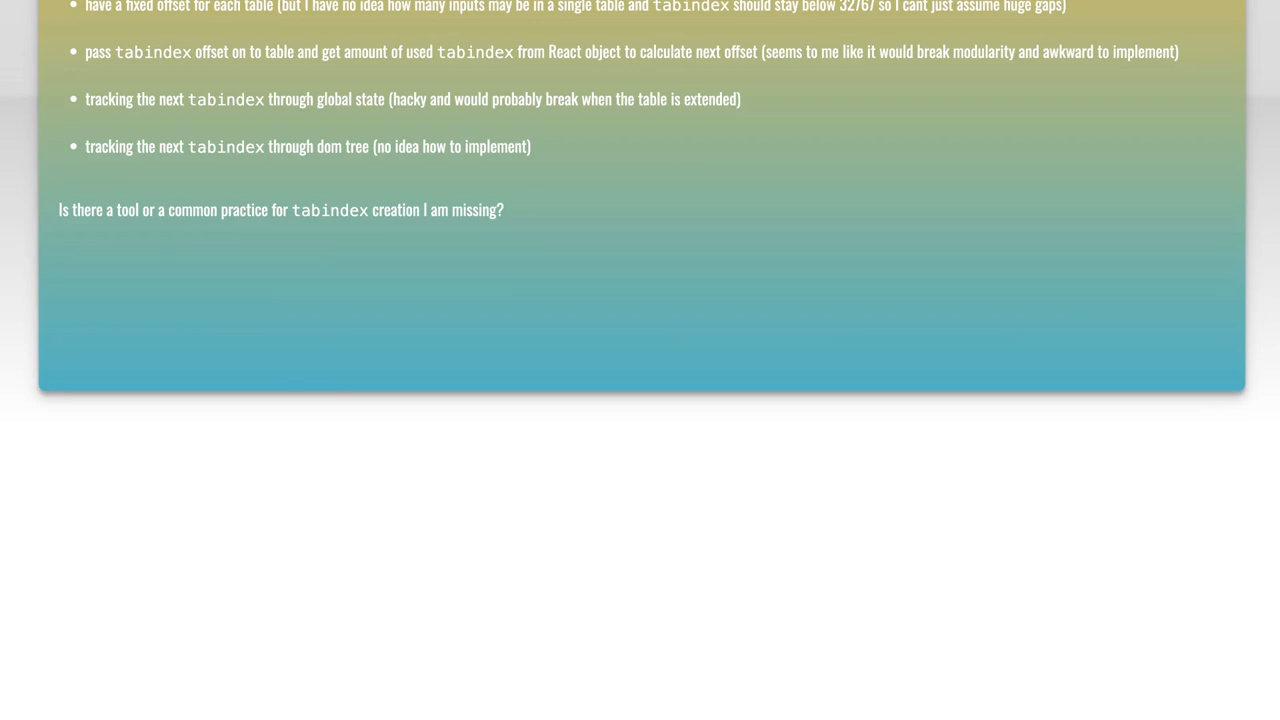 have a fixed offset for each table (but I have no idea how many inputs may be in a single table and tabindex should stay below 32767 so I cant just assume huge gaps)
pass tabindex offset on to table and get amount of used tabindex from React object to calculate next offset (seems to me like it would break modularity and awkward to implement)
tracking the next tabindex through global state (hacky and would probably break when the table is extended)
tracking the next tabindex through dom tree (no idea how to implement)
Is there a tool or a common practice for tabindex creation I am missing?